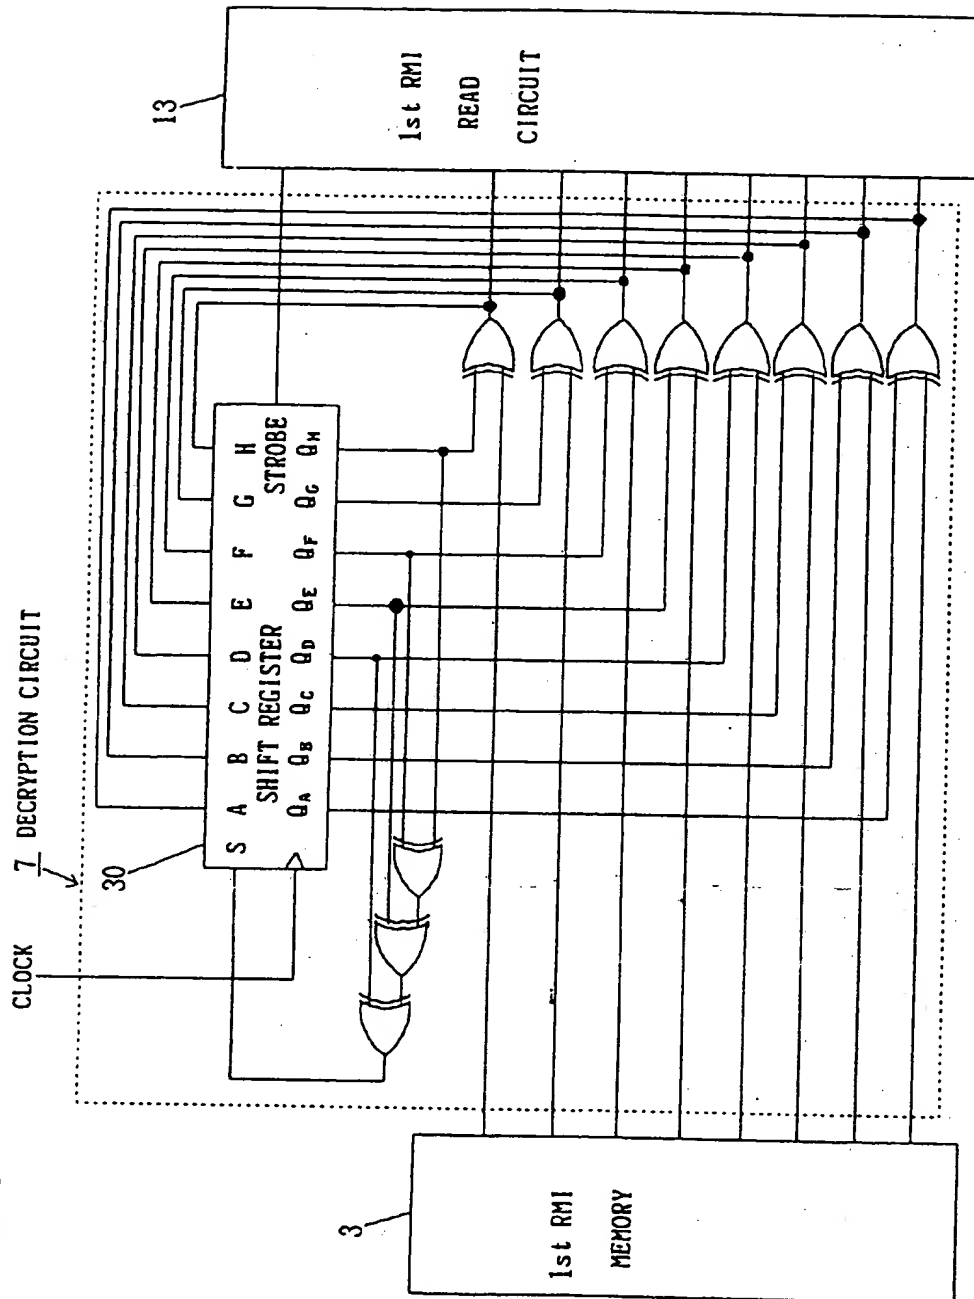 CLOCK
7 DECRYPTION CIRCUIT
30
S A B C D E F G H
SHIFT REGISTER STROBE
QA QB QC QD QE QF QG QH
13
1st RMI
READ
CIRCUIT
3
1st RMI
MEMORY